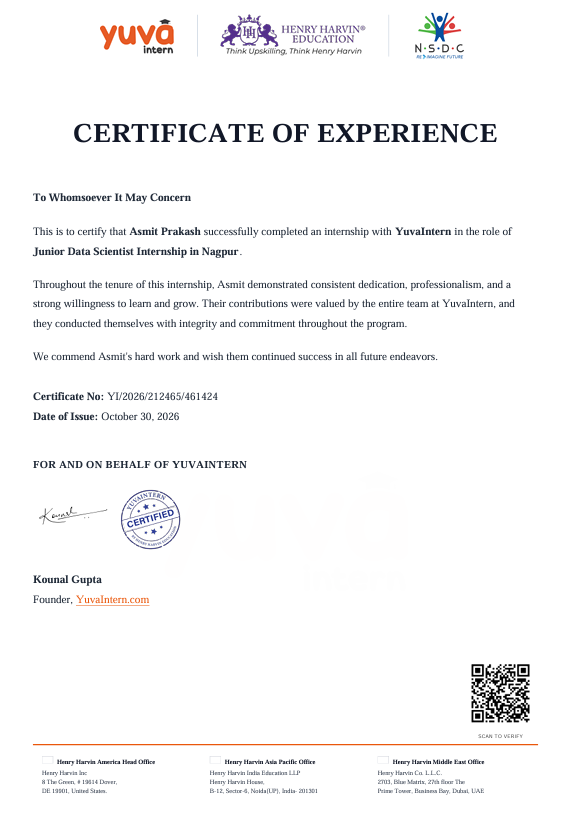 yuva
intern
HENRY HARVIN®
EDUCATION
Think Upskilling, Think Henry Harvin
N·S·D·C
RE-IMAGINE FUTURE
CERTIFICATE OF EXPERIENCE
To Whomsoever It May Concern
This is to certify that Asmit Prakash successfully completed an internship with YuvaIntern in the role of
Junior Data Scientist Internship in Nagpur.
Throughout the tenure of this internship, Asmit demonstrated consistent dedication, professionalism, and a
strong willingness to learn and grow. Their contributions were valued by the entire team at YuvaIntern, and
they conducted themselves with integrity and commitment throughout the program.
We commend Asmit's hard work and wish them continued success in all future endeavors.
Certificate No: YI/2026/212465/461424
Date of Issue: October 30, 2026
FOR AND ON BEHALF OF YUVAINTERN
Kounal
YUVAINTERN
CERTIFIED
BY HENRY HARVIN EDUCATION
Kounal Gupta
Founder, YuvaIntern.com
SCAN TO VERIFY
Henry Harvin America Head Office
Henry Harvin Inc
8 The Green, # 19614 Dover,
DE 19901, United States.
Henry Harvin Asia Pacific Office
Henry Harvin India Education LLP
Henry Harvin House,
B-12, Sector-6, Noida(UP), India- 201301
Henry Harvin Middle East Office
Henry Harvin Co. L.L.C.
2703, Blue Matrix, 27th floor The
Prime Tower, Business Bay, Dubai, UAE